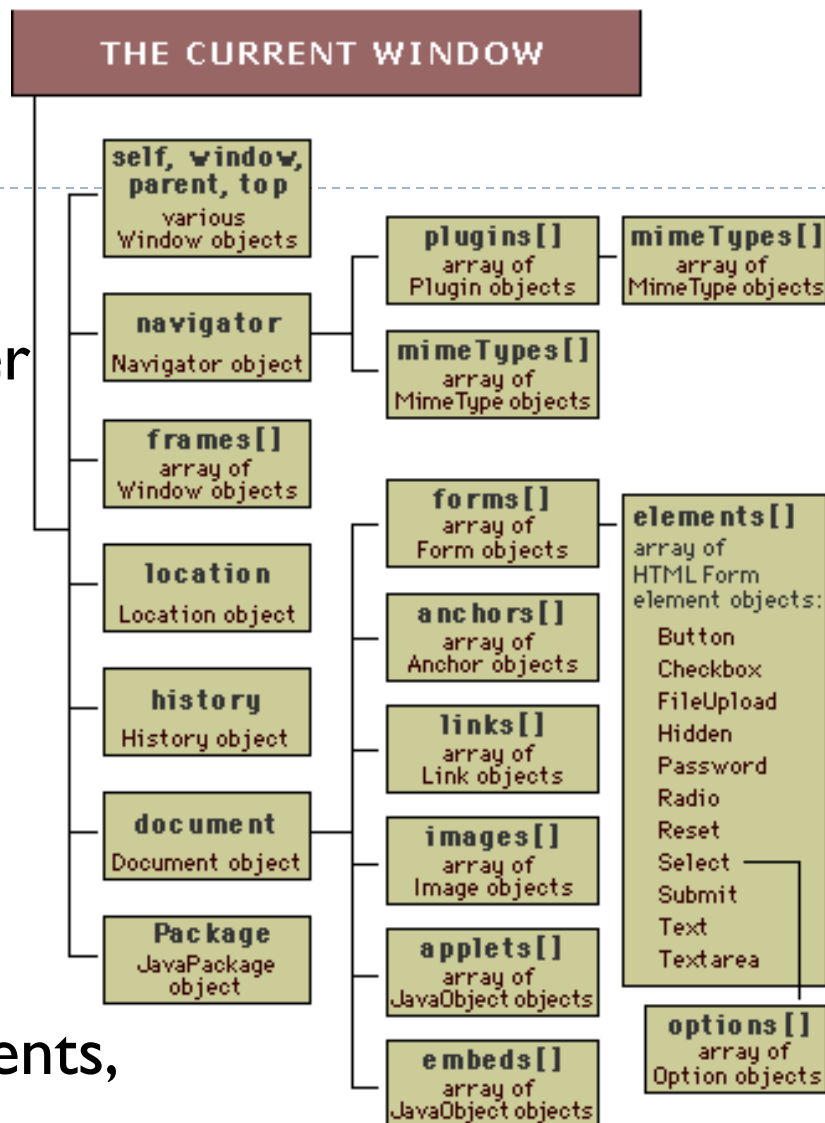 THE CURRENT WINDOW
self, window,
parent, top
various
Window objects
navigator
Navigator object
frames[]
array of
Window objects
location
Location object
history
History object
document
Document object
Package
JavaPackage
object
plugins[]
array of
Plugin objects
mimeTypes[]
array of
MimeType objects
mimeTypes[]
array of
MimeType objects
forms[]
array of
Form objects
anchors[]
array of
Anchor objects
links[]
array of
Link objects
images[]
array of
Image objects
applets[]
array of
JavaObject objects
embeds[]
array of
JavaObject objects
elements[]
array of
HTML Form
element objects:
Button
Checkbox
FileUpload
Hidden
Password
Radio
Reset
Select
Submit
Text
Textarea
options[]
array of
Option objects
er
ents,